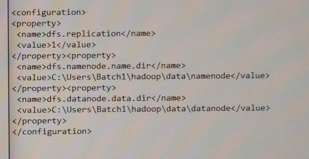 <configuration>
<property>
<name>dfs.replication</name>
<value>1</value>
</property><property>
<name>dfs.namenode.name.dir</name>
<value>C:\Users\Batch1\hadoop\data\namenode</value>
</property><property>
<name>dfs.datanode.data.dir</name>
<value>C:\Users\Batch1\hadoop\data\datanode</value>
</property>
</configuration>